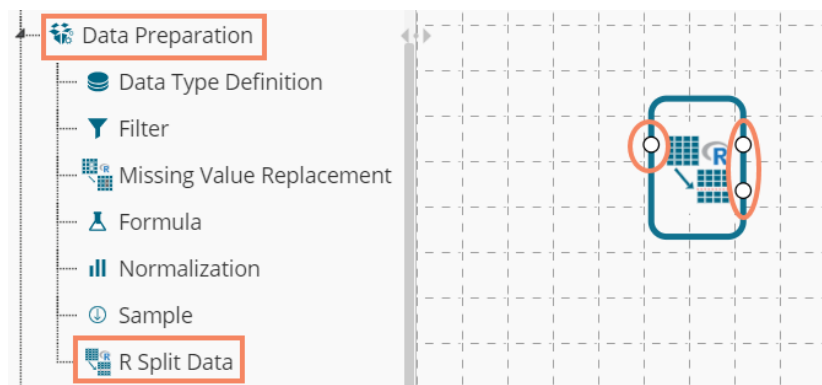 Data Preparation
Data Type Definition
Filter
Missing Value Replacement
Formula
Normalization
Sample
R Split Data
R